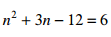 n² + 3n − 12 = 6